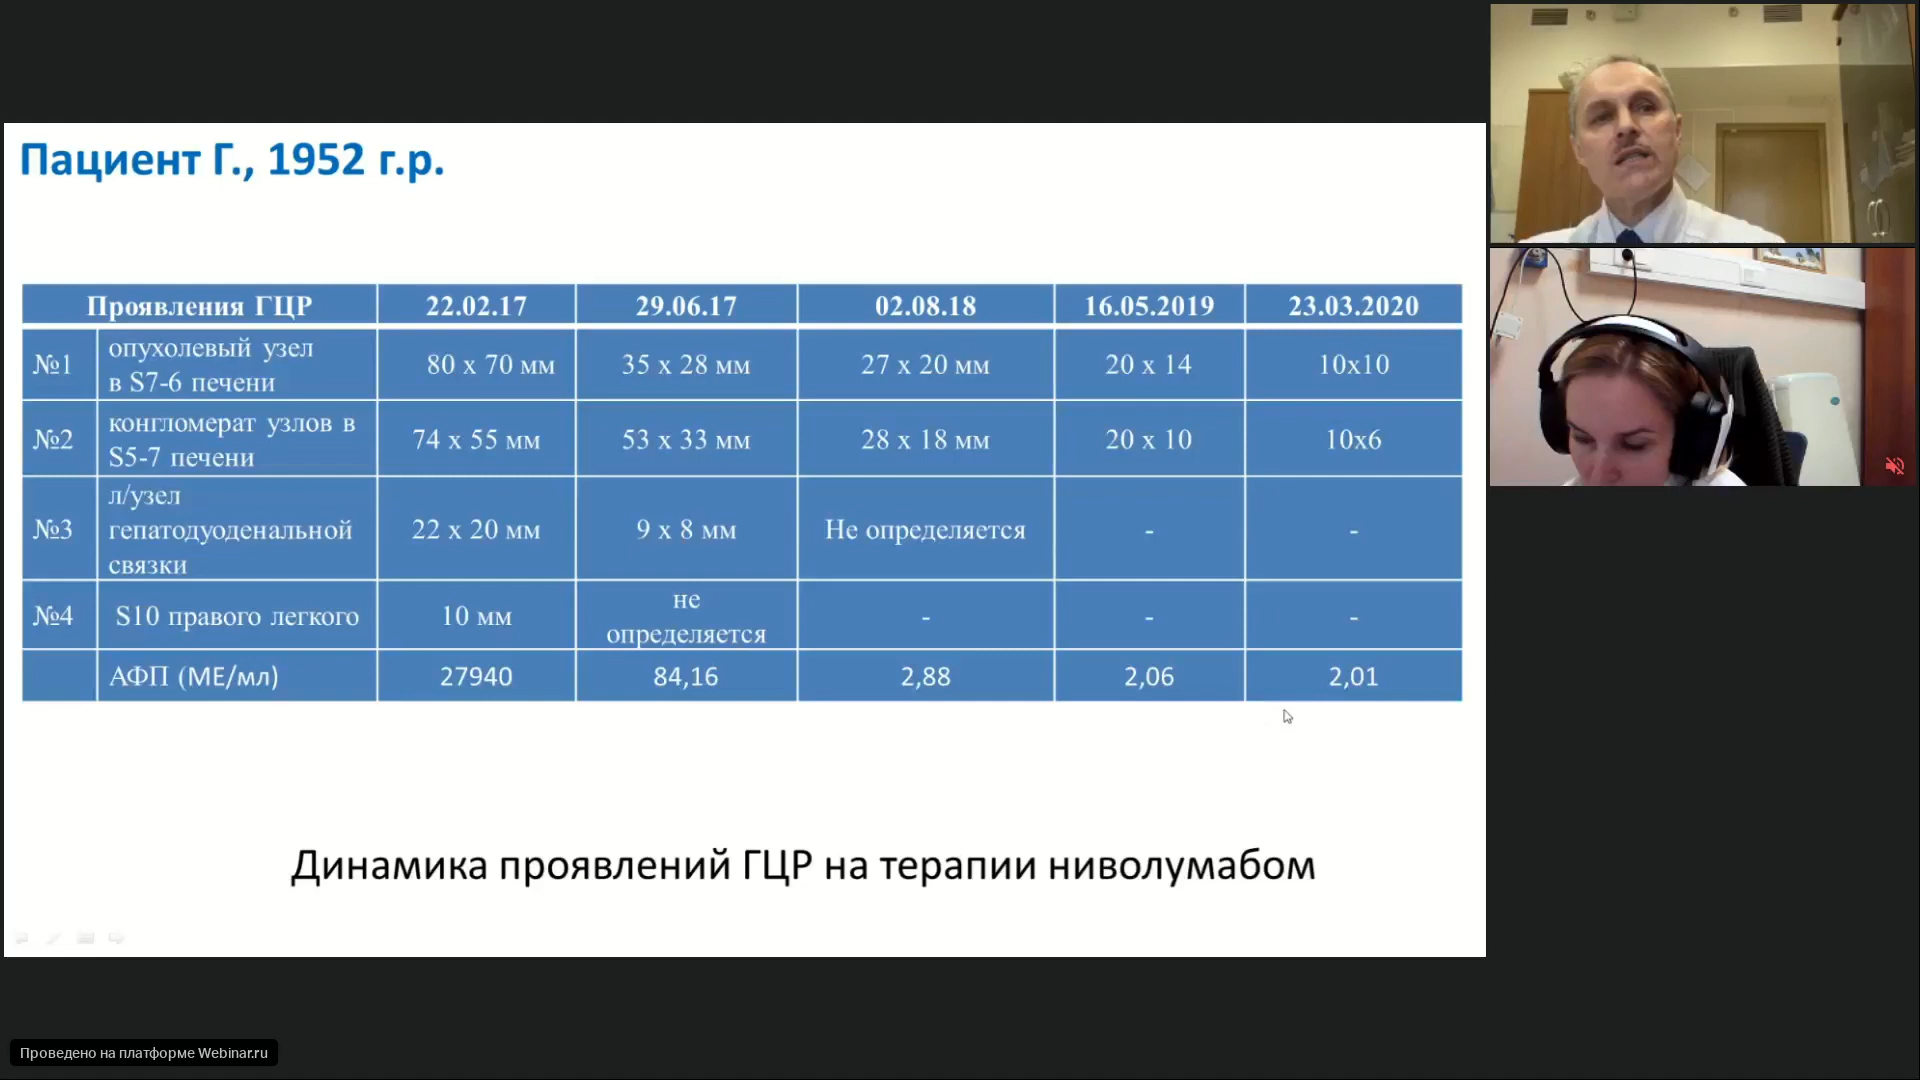 Пациент Г., 1952 г.р.
Проявления ГЦР 22.02.17 29.06.17 02.08.18 16.05.2019 23.03.2020
№1 опухолевый узел в S7-6 печени 80 х 70 мм 35 х 28 мм 27 х 20 мм 20 х 14 10х10
№2 конгломерат узлов в S5-7 печени 74 х 55 мм 53 х 33 мм 28 х 18 мм 20 х 10 10х6
№3 л/узел гепатодуоденальной связки 22 х 20 мм 9 х 8 мм Не определяется - -
№4 S10 правого легкого 10 мм не определяется - - -
АФП (МЕ/мл) 27940 84,16 2,88 2,06 2,01
Динамика проявлений ГЦР на терапии ниволумабом
Проведено на платформе Webinar.ru